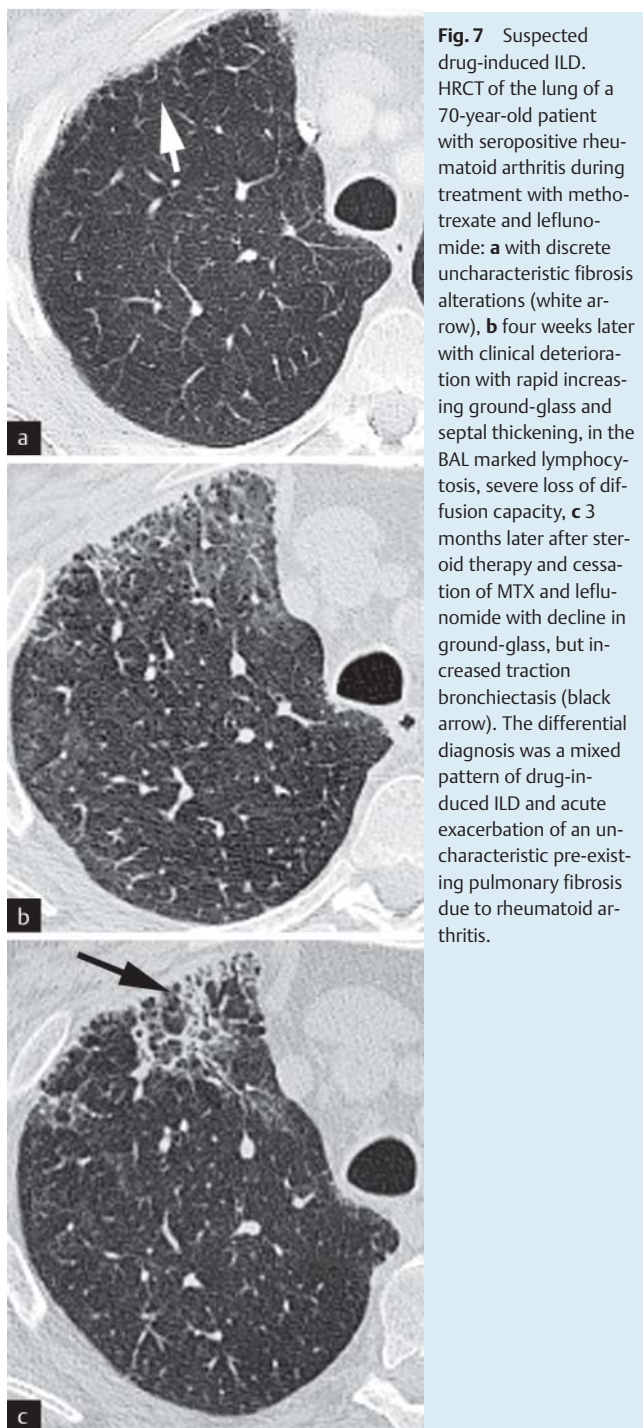 Fig. 7 Suspected
drug-induced ILD.
HRCT of the lung of a
70-year-old patient
with seropositive rheu-
matoid arthritis during
treatment with metho-
trexate and lefluno-
mide: a with discrete
uncharacteristic fibrosis
alterations (white ar-
row), b four weeks later
with clinical deteriora-
tion with rapid increas-
ing ground-glass and
septal thickening, in the
BAL marked lymphocy-
tosis, severe loss of dif-
fusion capacity, c 3
months later after ster-
oid therapy and cessa-
tion of MTX and leflu-
nomide with decline in
ground-glass, but in-
creased traction
bronchiectasis (black
arrow). The differential
diagnosis was a mixed
pattern of drug-in-
duced ILD and acute
exacerbation of an un-
characteristic pre-exist-
ing pulmonary fibrosis
due to rheumatoid ar-
thritis.
a
b
c